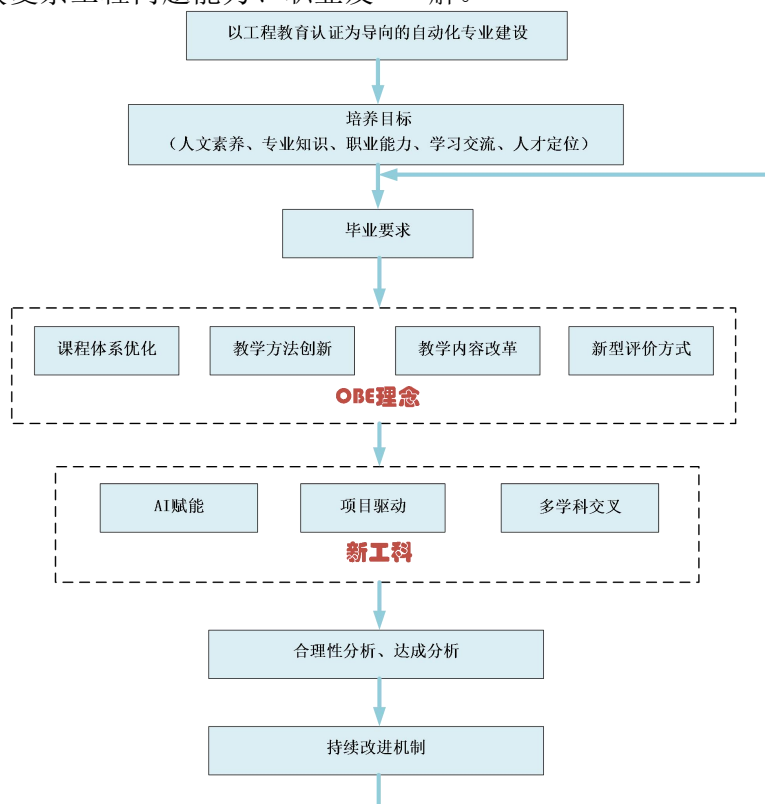 以工程教育认证为导向的自动化专业建设
培养目标
（人文素养、专业知识、职业能力、学习交流、人才定位）
毕业要求
课程体系优化
教学方法创新
教学内容改革
新型评价方式
OBE理念
AI赋能
项目驱动
多学科交叉
新工科
合理性分析、达成分析
持续改进机制